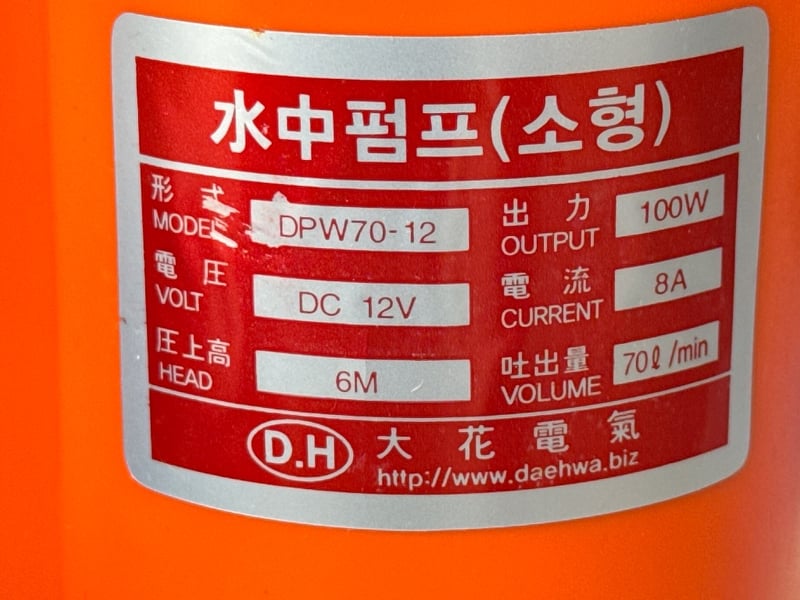 水中펌프(소형)
形 式 DPW70-12 出 力 100W
MODEL OUTPUT
電 圧 DC 12V 電 流 8A
VOLT CURRENT
圧上高 6M 吐出量 70ℓ/min
HEAD VOLUME
D.H 大花電氣
http://www.daehwa.biz